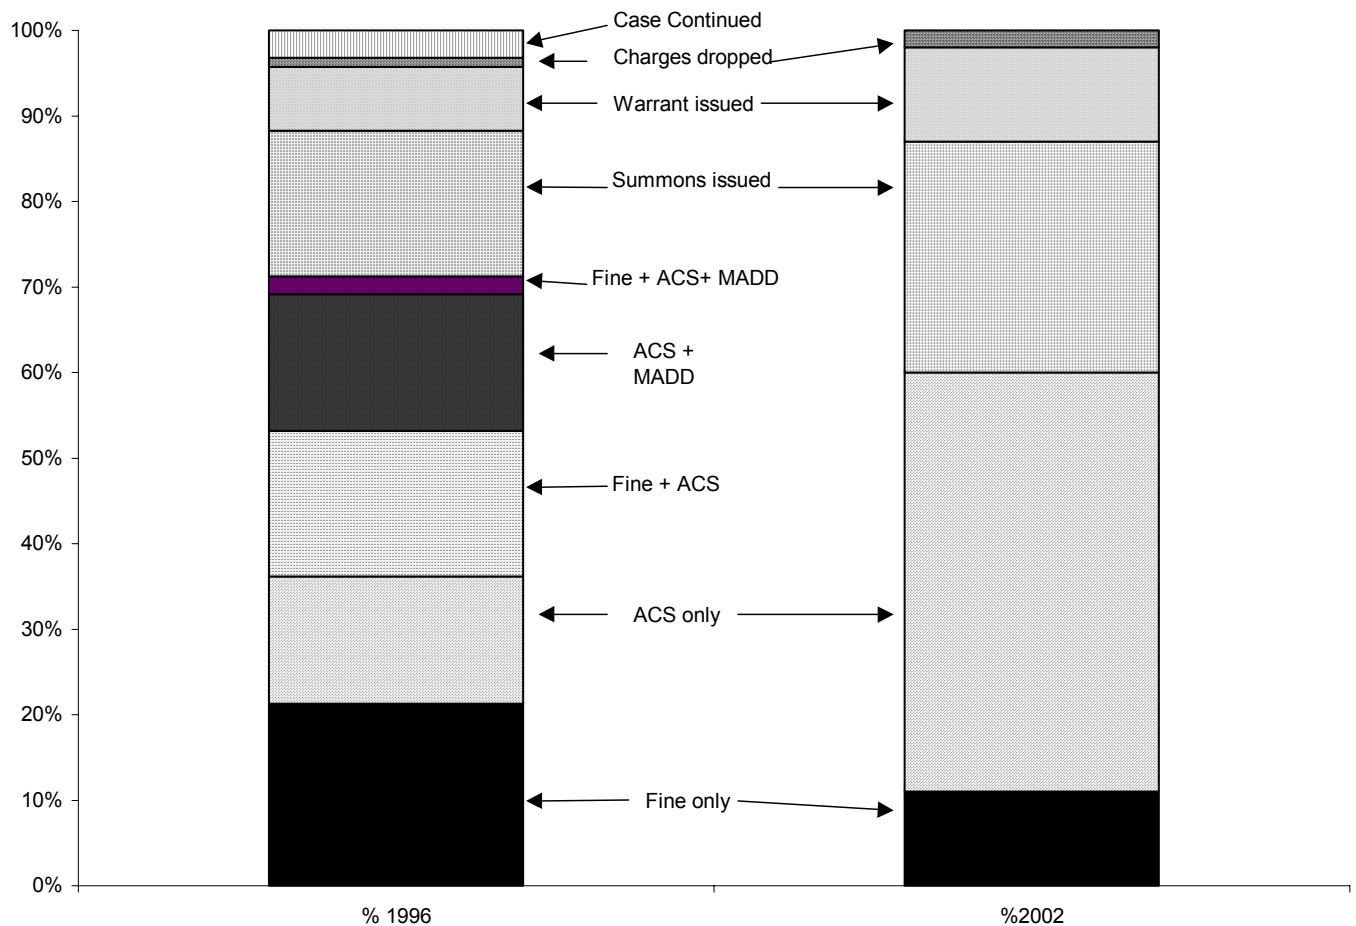 100%
90%
80%
70%
60%
50%
40%
30%
20%
10%
0%
Case Continued
Charges dropped
Warrant issued
Summons issued
Fine + ACS+ MADD
ACS +
MADD
Fine + ACS
ACS only
Fine only
% 1996
%2002